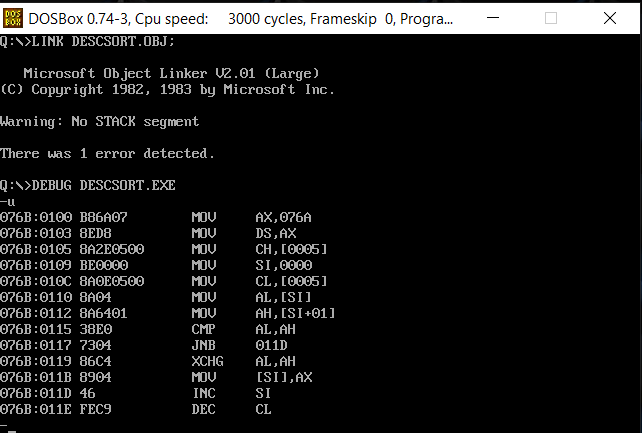 DOS BOX DOSBox 0.74-3, Cpu speed: 3000 cycles, Frameskip 0, Progra...
Q:\>LINK DESCSORT.OBJ;
Microsoft Object Linker V2.01 (Large)
(C) Copyright 1982, 1983 by Microsoft Inc.
Warning: No STACK segment
There was 1 error detected.
Q:\>DEBUG DESCSORT.EXE
-u
076B:0100 B86A07 MOV AX,076A
076B:0103 8ED8 MOV DS,AX
076B:0105 8A2E0500 MOV CH,[0005]
076B:0109 BE0000 MOV SI,0000
076B:010C 8A0E0500 MOV CL,[0005]
076B:0110 8A04 MOV AL,[SI]
076B:0112 8A6401 MOV AH,[SI+01]
076B:0115 38E0 CMP AL,AH
076B:0117 7304 JNB 011D
076B:0119 86C4 XCHG AL,AH
076B:011B 8904 MOV [SI],AX
076B:011D 46 INC SI
076B:011E FEC9 DEC CL
-_